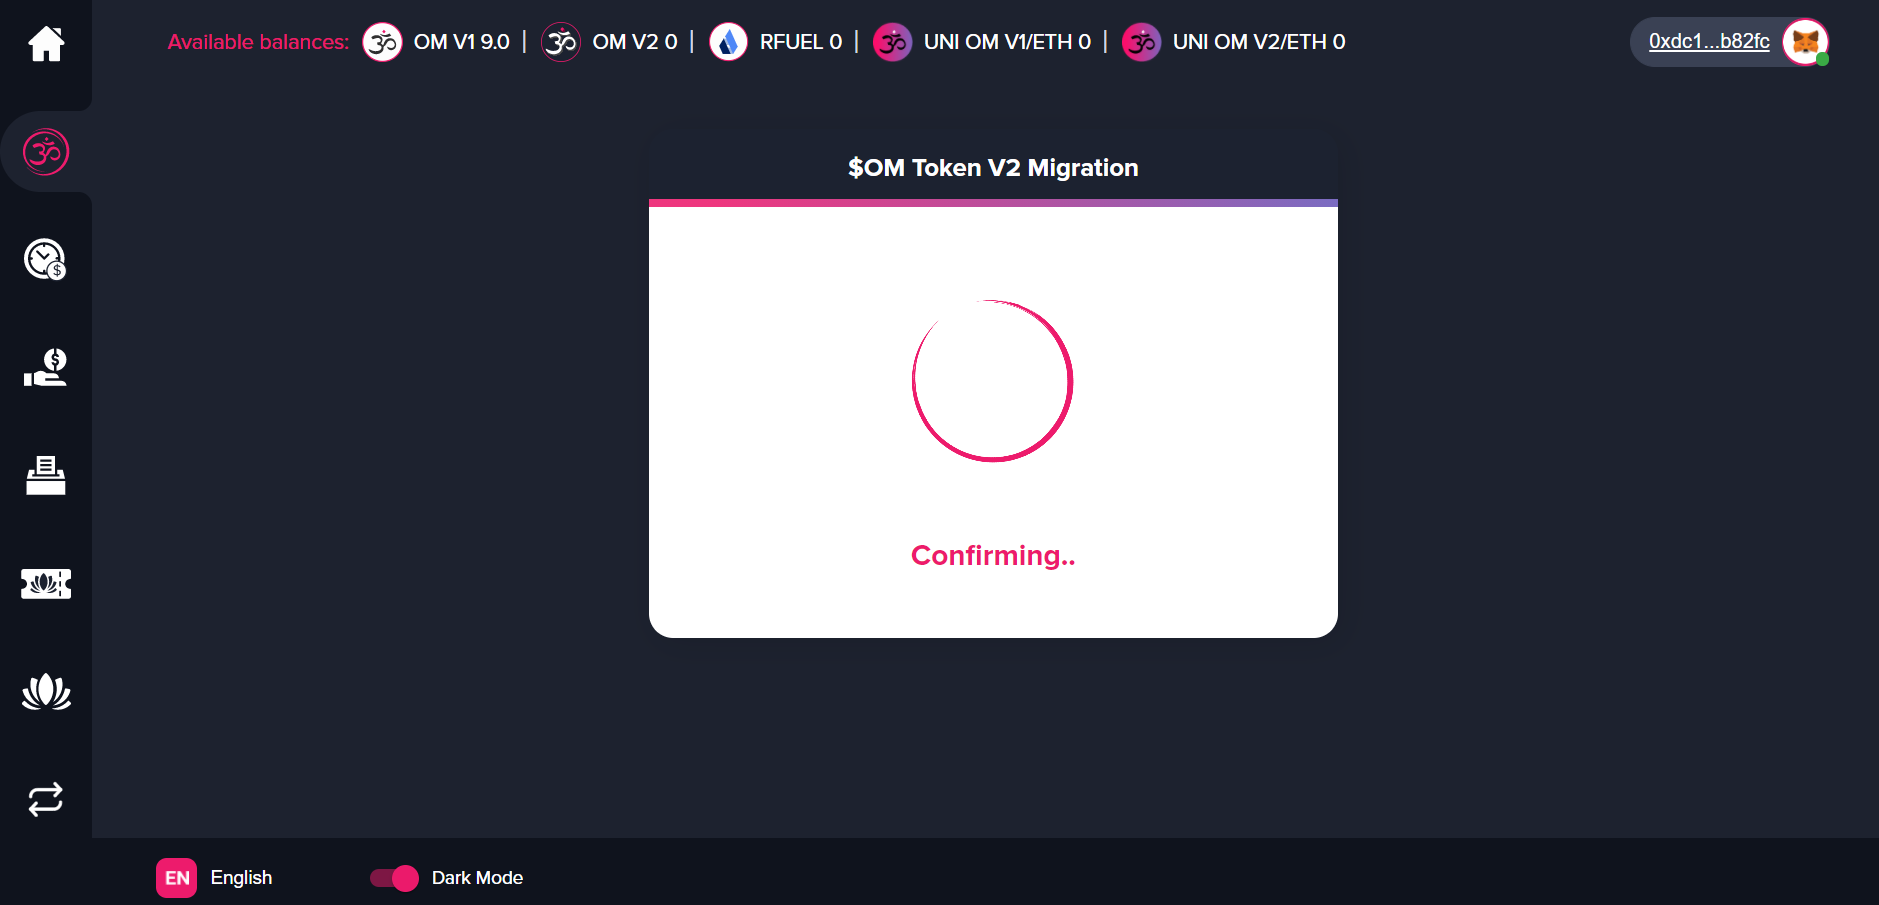 Available balances: OM V1 9.0 | OM V2 0 | RFUEL 0 | UNI OM V1/ETH 0 | UNI OM V2/ETH 0
0xdc1...b82fc
$OM Token V2 Migration
Confirming..
EN English Dark Mode